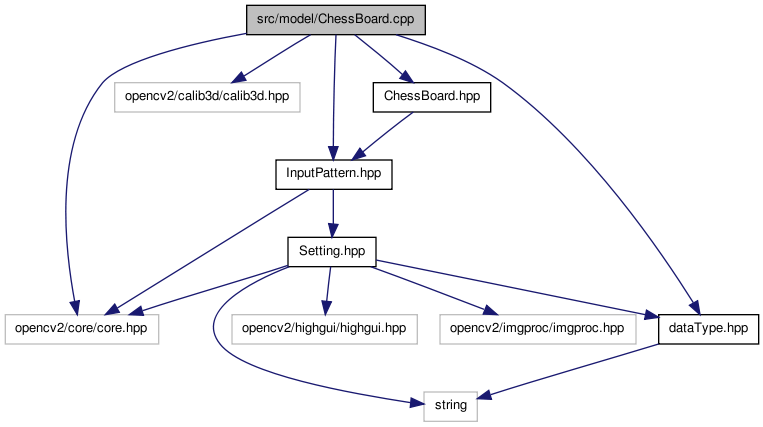 src/model/ChessBoard.cpp
opencv2/calib3d/calib3d.hpp
ChessBoard.hpp
InputPattern.hpp
Setting.hpp
opencv2/core/core.hpp
opencv2/highgui/highgui.hpp
opencv2/imgproc/imgproc.hpp
dataType.hpp
string